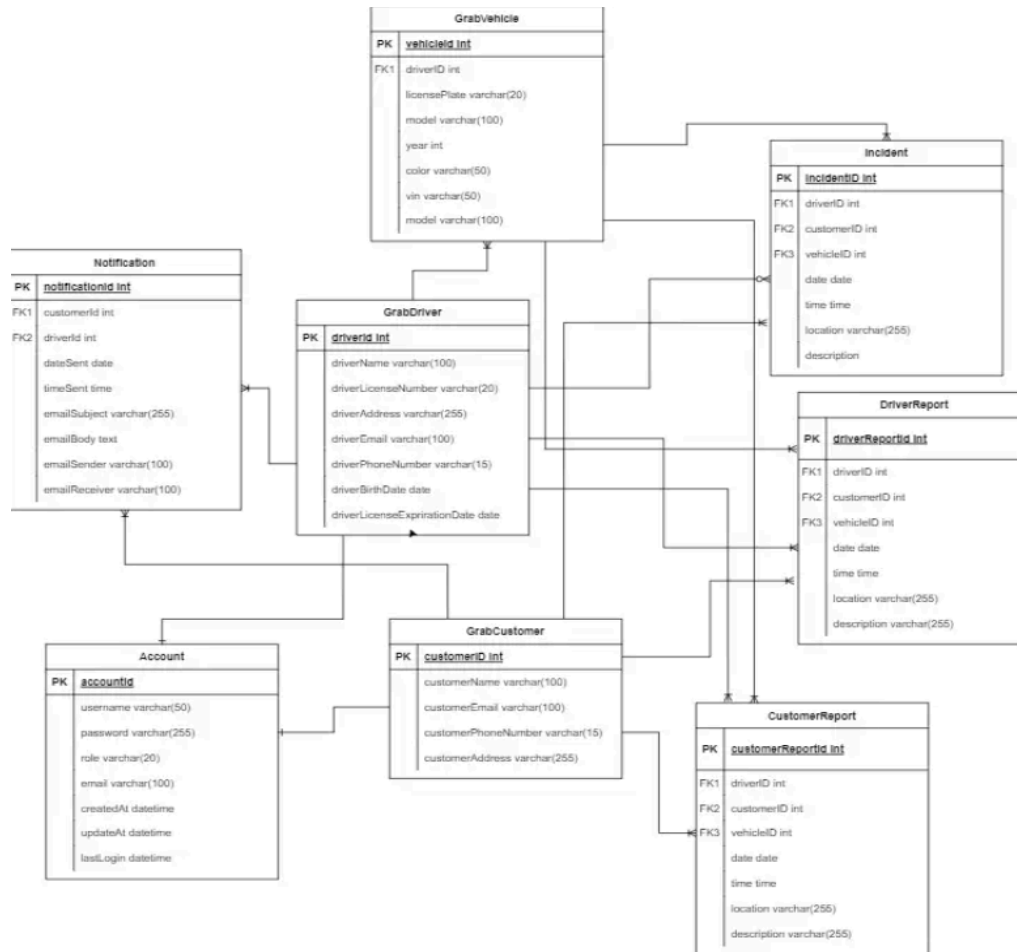 GrabVehicle
PK vehicleId int
FK1 driverID int
licensePlate varchar(20)
model varchar(100)
year int
color varchar(50)
vin varchar(50)
model varchar(100)
Incident
PK incidentID int
FK1 driverID int
FK2 customerID int
FK3 vehicleID int
date date
time time
location varchar(255)
description
Notification
PK notificationId int
FK1 customerId int
FK2 driverId int
dateSent date
timeSent time
emailSubject varchar(255)
emailBody text
emailSender varchar(100)
emailReceiver varchar(100)
GrabDriver
PK driverId int
driverName varchar(100)
driverLicenseNumber varchar(20)
driverAddress varchar(255)
driverEmail varchar(100)
driverPhoneNumber varchar(15)
driverBirthDate date
driverLicenseExprirationDate date
DriverReport
PK driverReportId int
FK1 driverID int
FK2 customerID int
FK3 vehicleID int
date date
time time
location varchar(255)
description varchar(255)
Account
PK accountId
username varchar(50)
password varchar(255)
role varchar(20)
email varchar(100)
createdAt datetime
updateAt datetime
lastLogin datetime
GrabCustomer
PK customerID int
customerName varchar(100)
customerEmail varchar(100)
customerPhoneNumber varchar(15)
customerAddress varchar(255)
CustomerReport
PK customerReportId int
FK1 driverID int
FK2 customerID int
FK3 vehicleID int
date date
time time
location varchar(255)
description varchar(255)